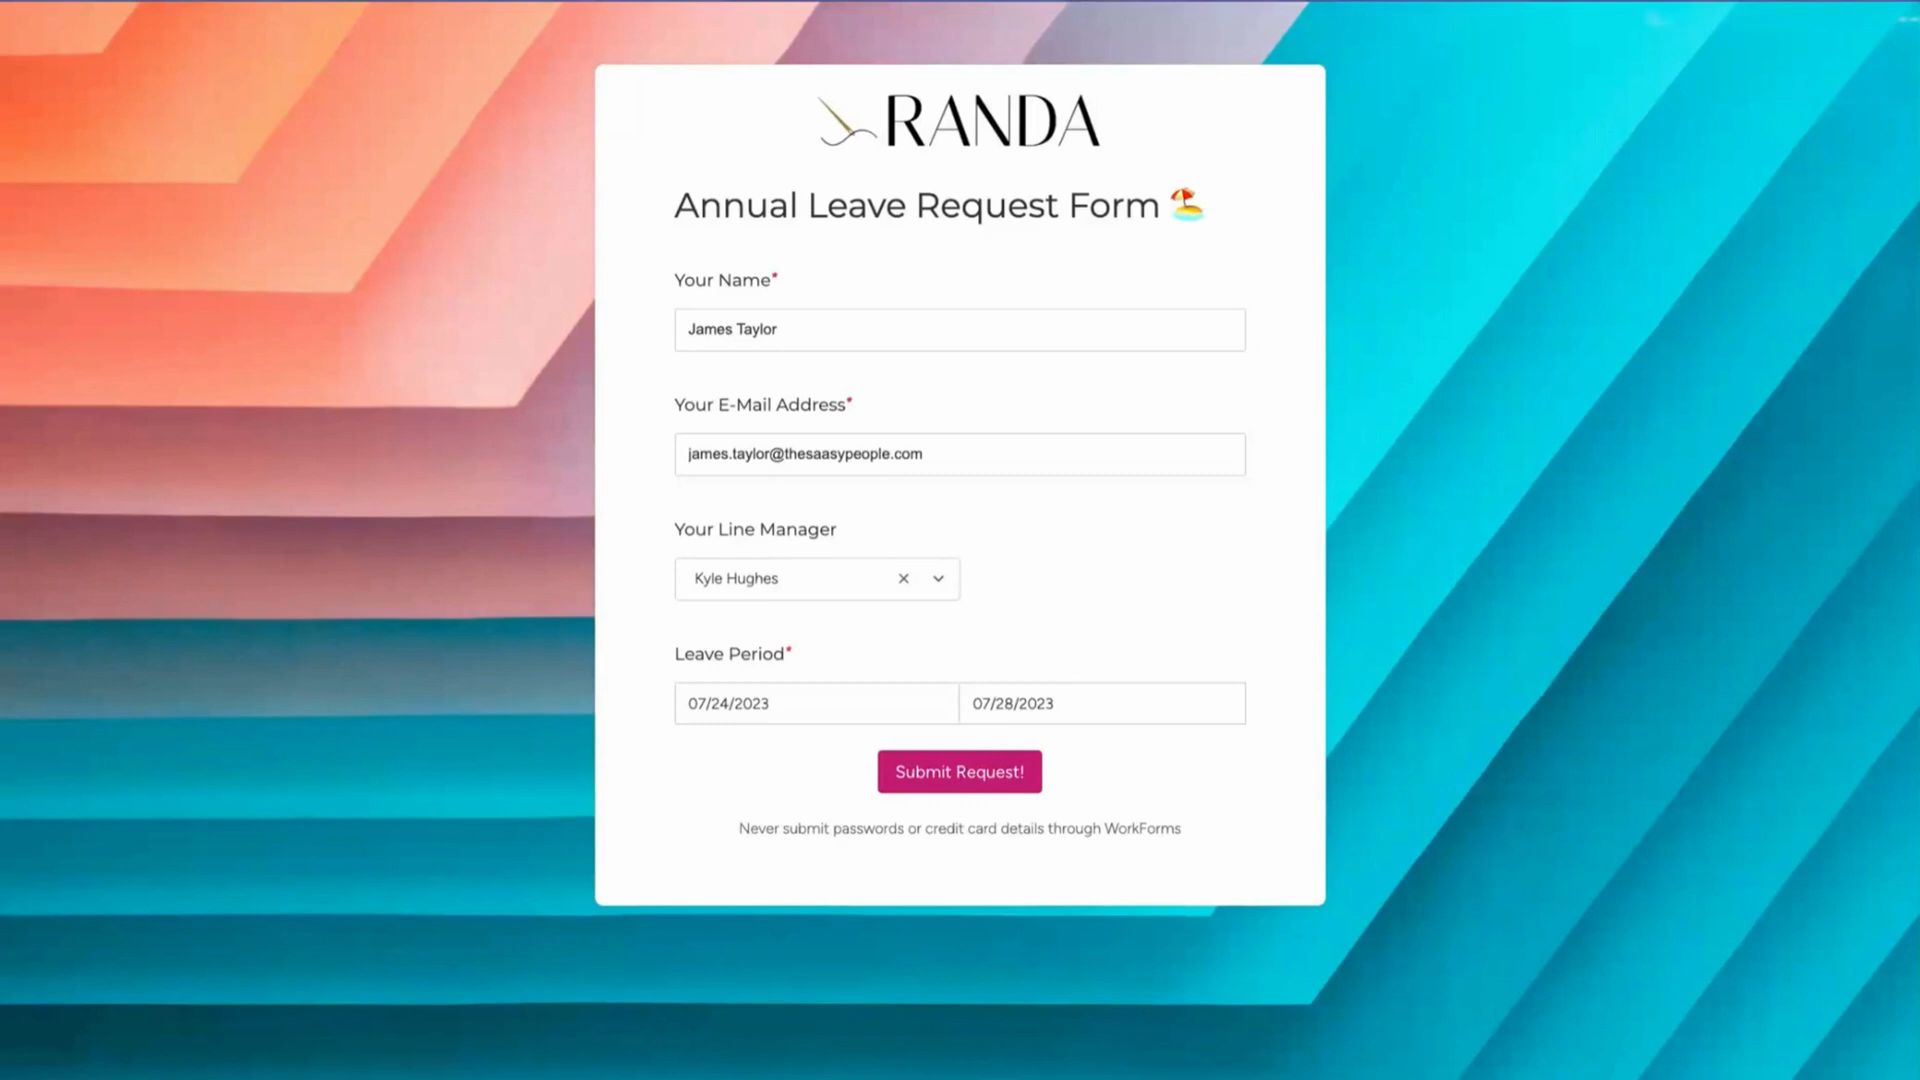 RANDA
Annual Leave Request Form
Your Name*
James Taylor
Your E-Mail Address*
james.taylor@thesaasypeople.com
Your Line Manager
Kyle Hughes
Leave Period*
07/24/2023 07/28/2023
Submit Request!
Never submit passwords or credit card details through WorkForms